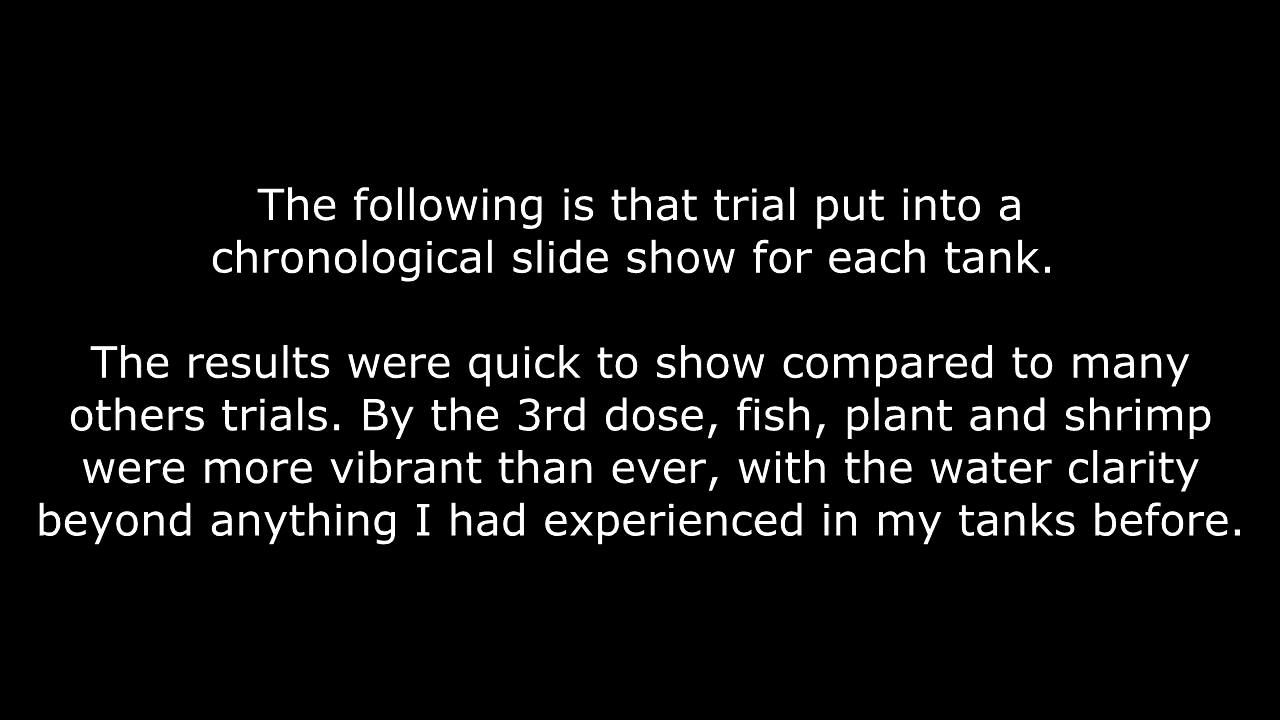 The following is that trial put into a
chronological slide show for each tank.
The results were quick to show compared to many
others trials. By the 3rd dose, fish, plant and shrimp
were more vibrant than ever, with the water clarity
beyond anything I had experienced in my tanks before.